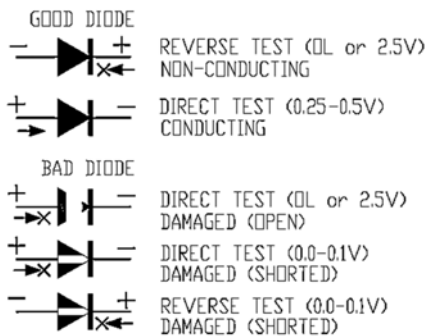 GOOD DIODE
REVERSE TEST (OL or 2.5V)
NON-CONDUCTING
DIRECT TEST (0.25-0.5V)
CONDUCTING
BAD DIODE
DIRECT TEST (OL or 2.5V)
DAMAGED (OPEN)
DIRECT TEST (0.0-0.1V)
DAMAGED (SHORTED)
REVERSE TEST (0.0-0.1V)
DAMAGED (SHORTED)